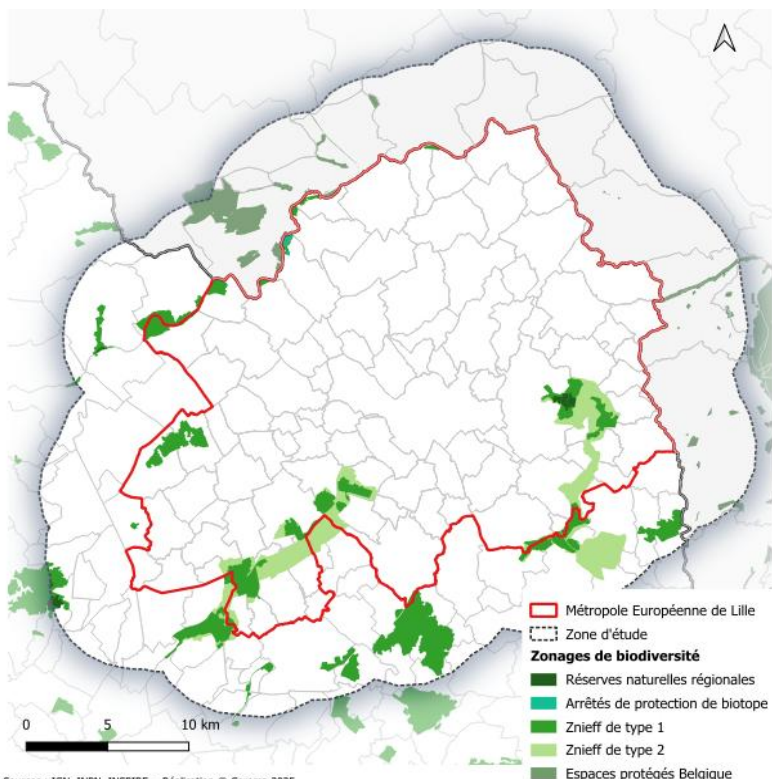 Métropole Européenne de Lille
Zone d'étude
Zonages de biodiversité
Réserves naturelles régionales
Arrêtés de protection de biotope
Znieff de type 1
Znieff de type 2
Espaces protégés Belgique
0 5 10 km